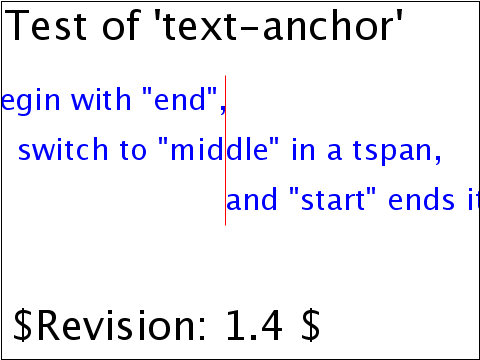 Test of 'text-anchor'
egin with "end",
switch to "middle" in a tspan,
and "start" ends it
$Revision: 1.4 $